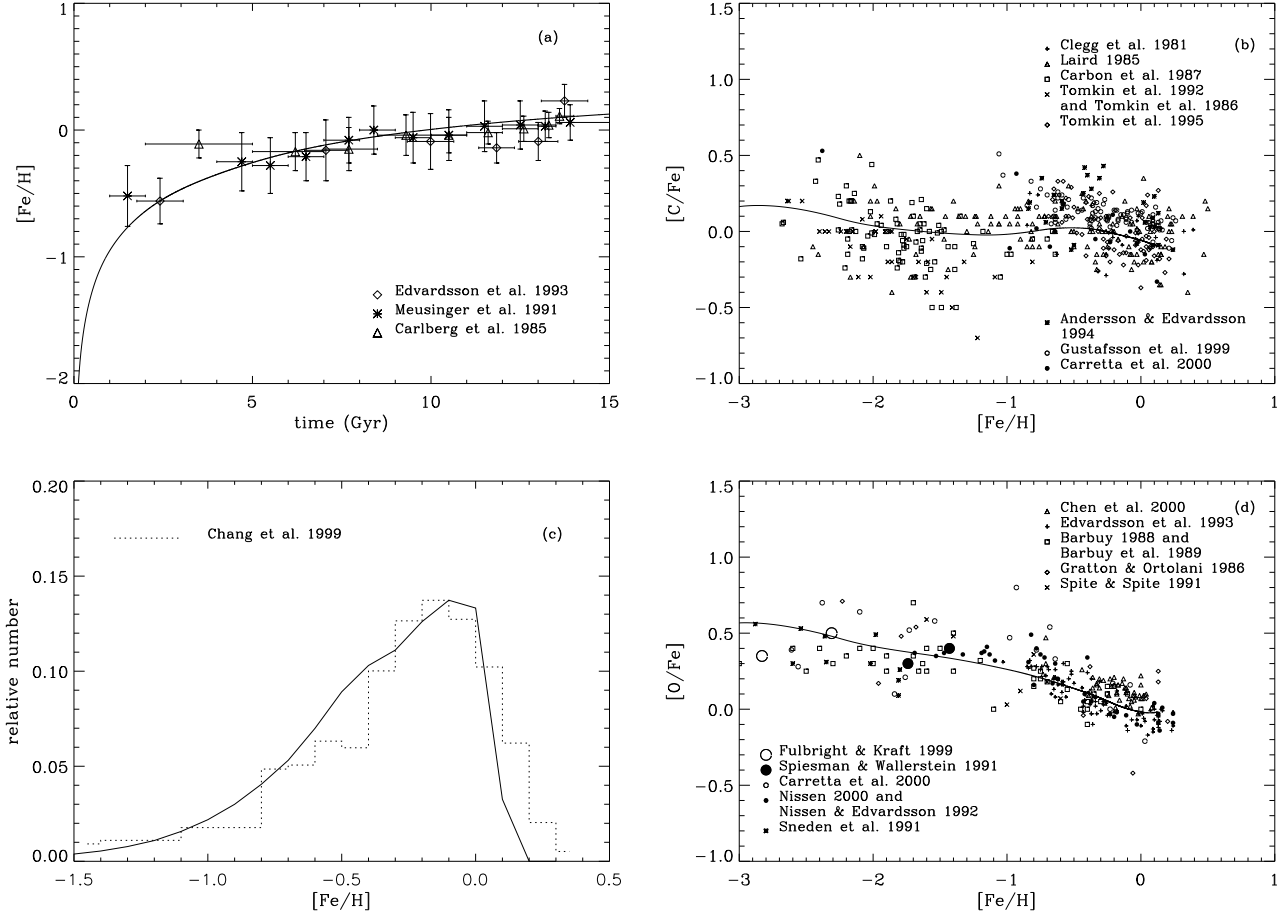 (a)
1
0
−1
−2
[Fe/H]
Edvardsson et al. 1993
Meusinger et al. 1991
Carlberg et al. 1985
0
5
10
15
time (Gyr)
(b)
1.5
1.0
0.5
0.0
−0.5
−1.0
[C/Fe]
Clegg et al. 1981
Laird 1985
Carbon et al. 1987
Tomkin et al. 1992
and Tomkin et al. 1986
Tomkin et al. 1995
Andersson & Edvardsson
1994
Gustafsson et al. 1999
Carretta et al. 2000
−3
−2
−1
0
1
[Fe/H]
(c)
0.20
0.15
0.10
0.05
0.00
relative number
Chang et al. 1999
−1.5
−1.0
−0.5
0.0
0.5
[Fe/H]
(d)
1.5
1.0
0.5
0.0
−0.5
−1.0
[O/Fe]
Chen et al. 2000
Edvardsson et al. 1993
Barbuy 1988 and
Barbuy et al. 1989
Gratton & Ortolani 1986
Spite & Spite 1991
Fulbright & Kraft 1999
Spiesman & Wallerstein 1991
Carretta et al. 2000
Nissen 2000 and
Nissen & Edvardsson 1992
Sneden et al. 1991
−3
−2
−1
0
1
[Fe/H]